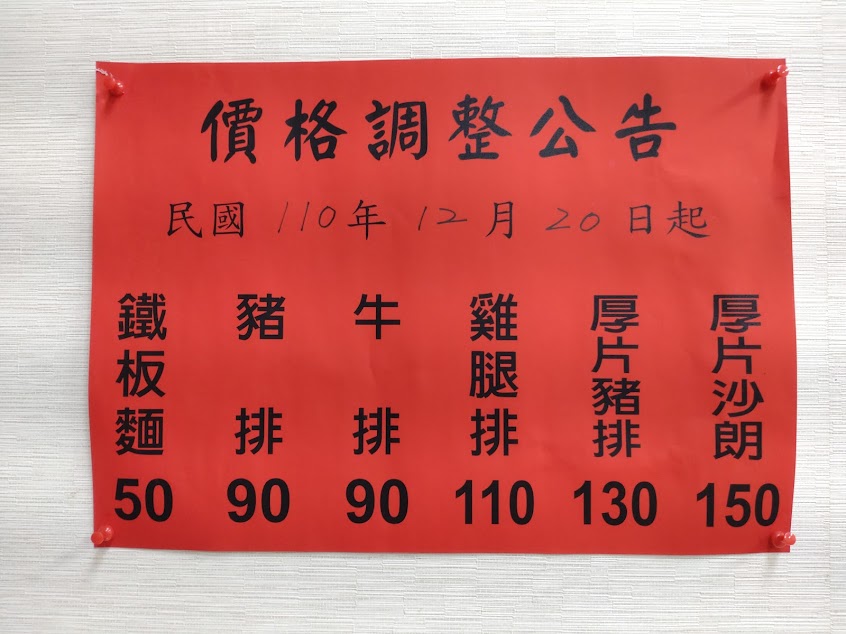 價格調整公告
民國 110年 12月 20日起
鐵板麵 50
豬排 90
牛排 90
雞腿排 110
厚片豬排 130
厚片沙朗 150